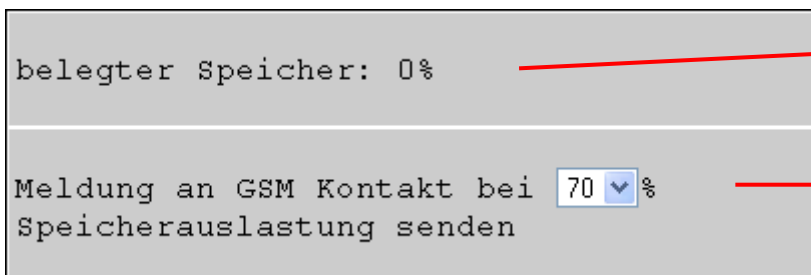 belegter Speicher: 0%
Meldung an GSM Kontakt bei 70 %
Speicherauslastung senden